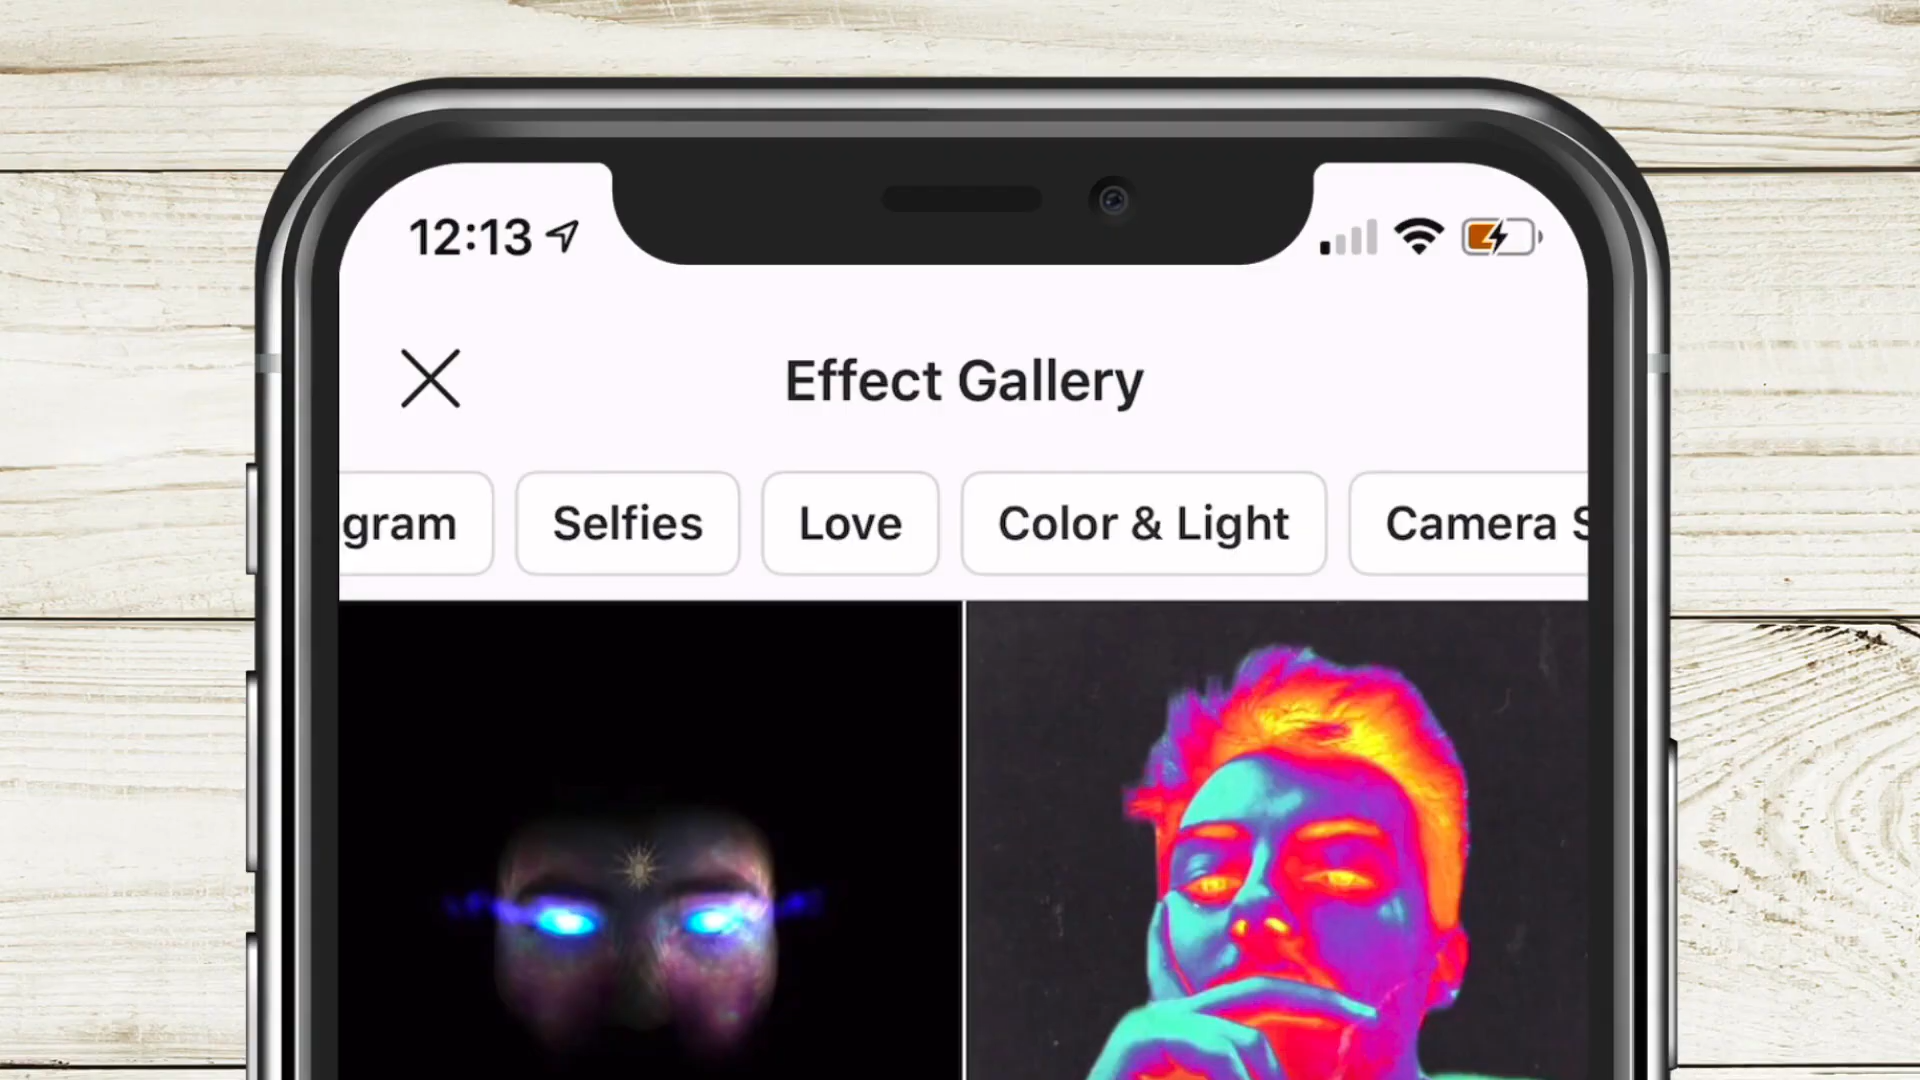 12:13
Effect Gallery
gram
Selfies
Love
Color & Light
Camera